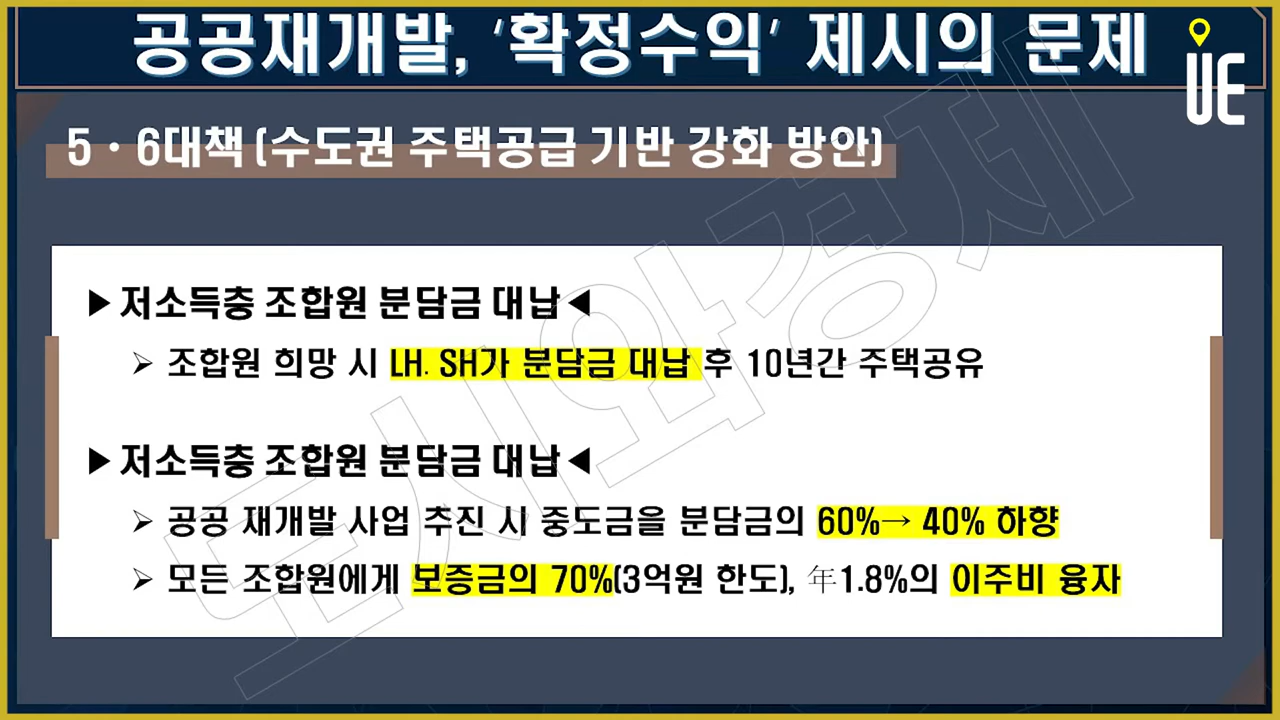 공공재개발, ‘확정수익’ 제시의 문제
UE
5 · 6대책 (수도권 주택공급 기반 강화 방안)
▶ 저소득층 조합원 분담금 대납 ◀
➢ 조합원 희망 시 LH. SH가 분담금 대납 후 10년간 주택공유
▶ 저소득층 조합원 분담금 대납 ◀
➢ 공공 재개발 사업 추진 시 중도금을 분담금의 60%→ 40% 하향
➢ 모든 조합원에게 보증금의 70%(3억원 한도), 年1.8%의 이주비 융자
도시와경제